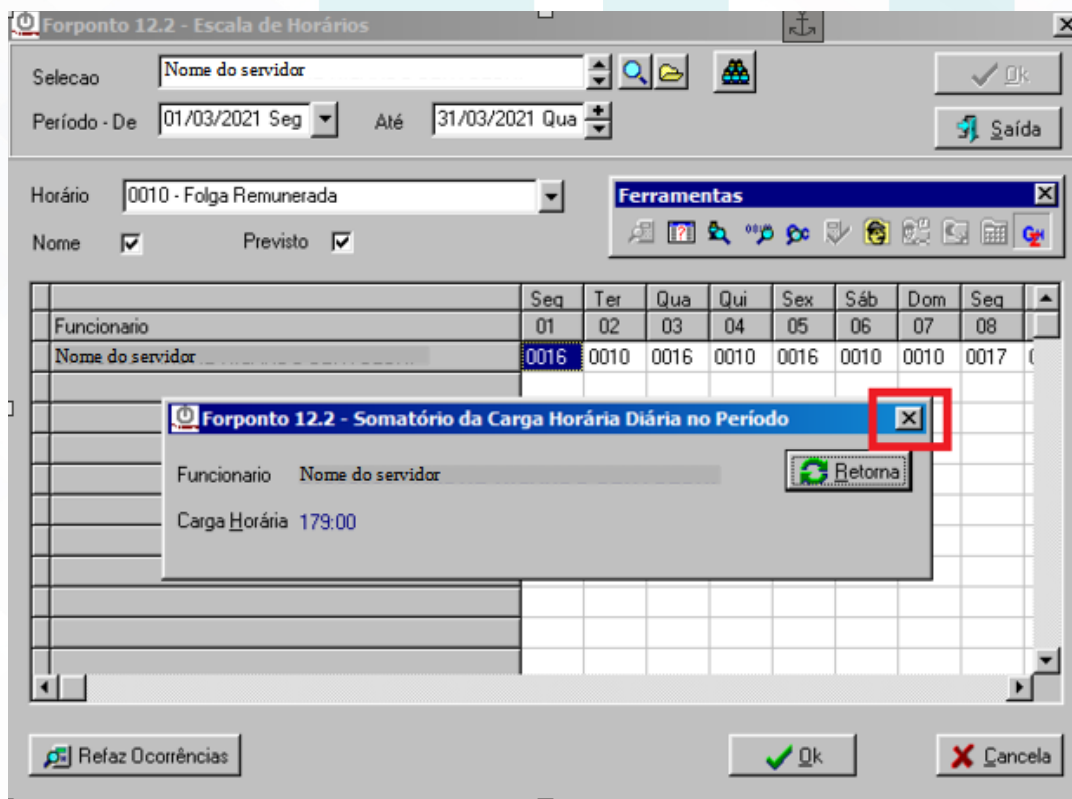 Forponto 12.2 - Escala de Horários
Selecao Nome do servidor
Ok
Período - De 01/03/2021 Seg Até 31/03/2021 Qua
Saída
Horário 0010 - Folga Remunerada
Ferramentas
Nome Previsto
Seg Ter Qua Qui Sex Sáb Dom Seg
Funcionario 01 02 03 04 05 06 07 08
Nome do servidor 0016 0010 0016 0010 0016 0010 0010 0017
Forponto 12.2 - Somatório da Carga Horária Diária no Período
Funcionario Nome do servidor
Retorna
Carga Horária 179:00
Refaz Ocorrências
Ok
Cancela